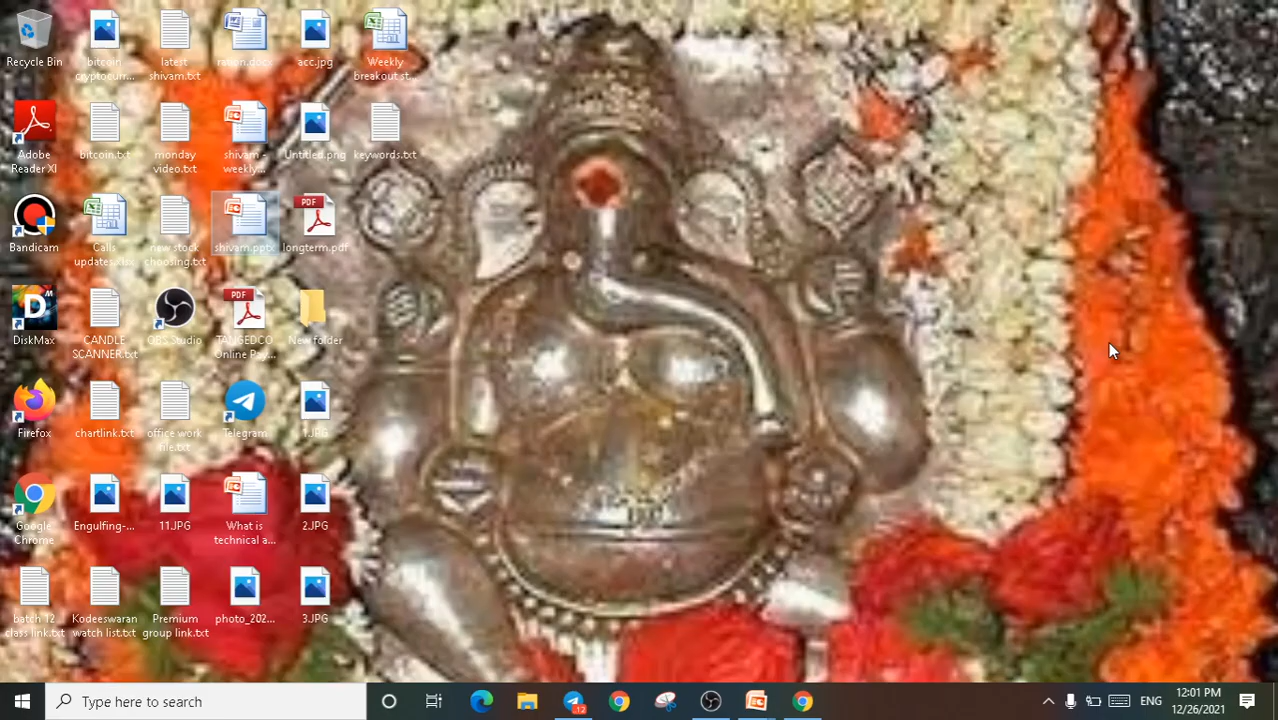 Recycle Bin
bitcoin
cryptocurr...
latest
shivam.txt
ration.docx
acc.jpg
Weekly
breakout st...
Adobe
Reader XI
bitcoin.txt
monday
video.txt
shivam -
weekly...
Untitled.png
keywords.txt
Bandicam
Calls
updates.xlsx
new stock
choosing.txt
shivam.pptx
PDF
longterm.pdf
DiskMax
CANDLE
SCANNER.txt
OBS Studio
PDF
TANGEDCO
Online Pay...
New folder
Firefox
chartlink.txt
office work
file.txt
Telegram
1.JPG
Google
Chrome
Engulfing-...
11.JPG
What is
technical a...
2.JPG
batch 12
class link.txt
Kodeeswaran
watch list.txt
Premium
group link.txt
photo_202...
3.JPG
Type here to search
12
ENG
12:01 PM
12/26/2021